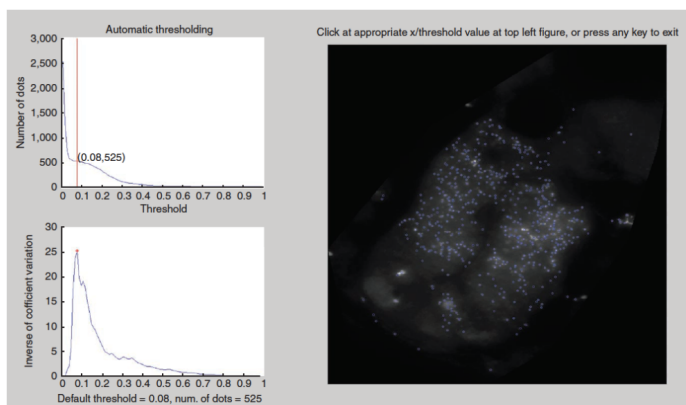 Automatic thresholding
Click at appropriate x/threshold value at top left figure, or press any key to exit
3,000
2,500
2,000
1,500
1,000
500
0
Number of dots
(0.08,525)
0 0.1 0.2 0.3 0.4 0.5 0.6 0.7 0.8 0.9 1
Threshold
30
25
20
15
10
5
0
Inverse of cofficient variation
0 0.1 0.2 0.3 0.4 0.5 0.6 0.7 0.8 0.9 1
Default threshold = 0.08, num. of dots = 525